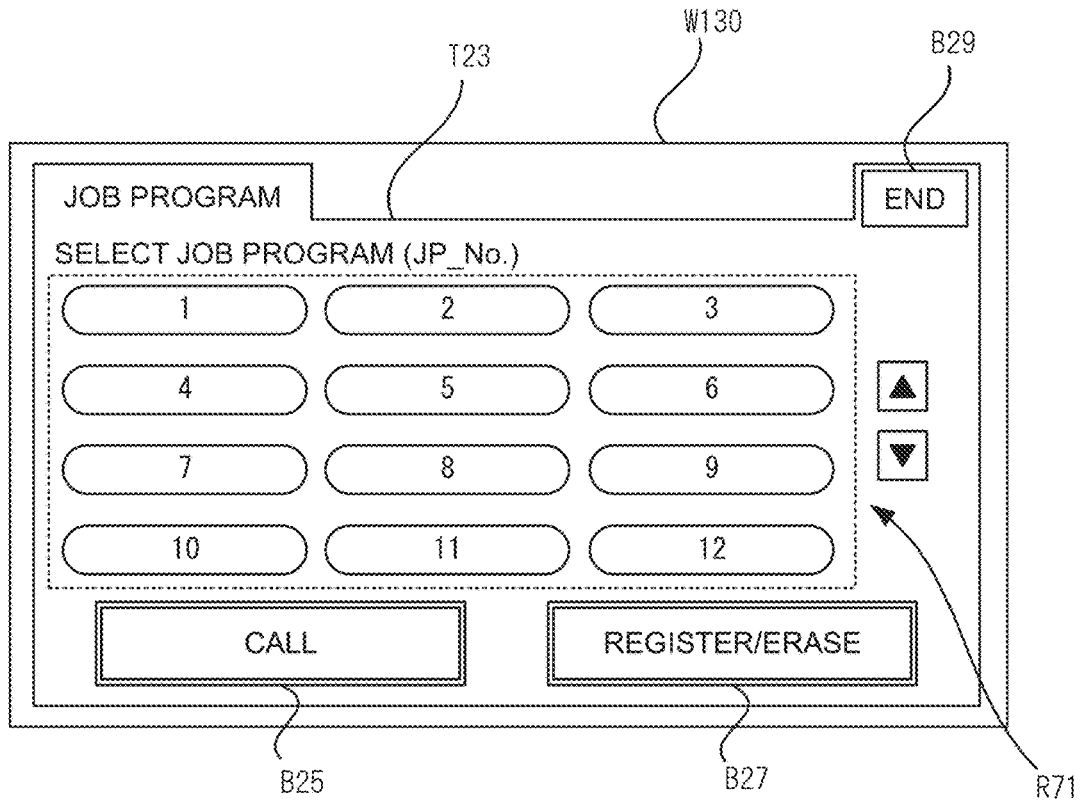 W130
T23
B29
JOB PROGRAM
END
SELECT JOB PROGRAM (JP_No.)
1 2 3
4 5 6
7 8 9
10 11 12
CALL REGISTER/ERASE
B25
B27
R71